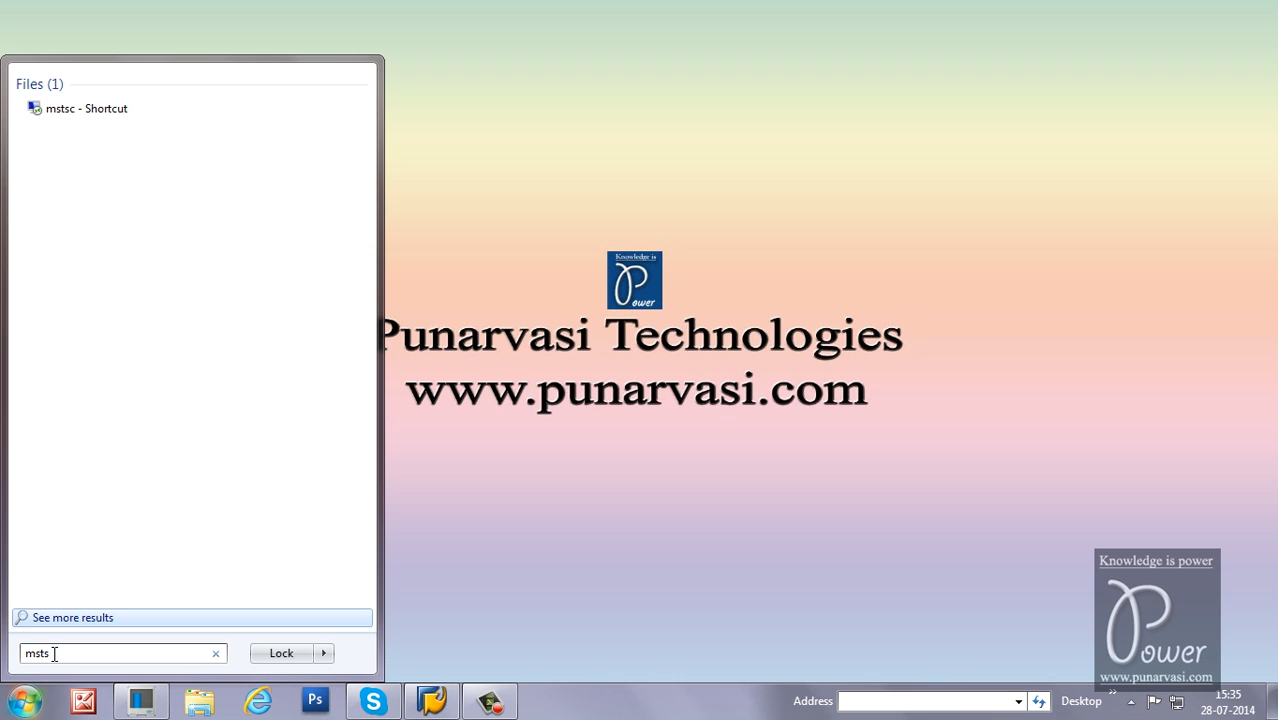 Files (1)
mstsc - Shortcut
Knowledge is
Power
Punarvasi Technologies
www.punarvasi.com
See more results
msts
Lock
Knowledge is power
Power
www.punarvasi.com
Ps
Address
Desktop
15:35
28-07-2014